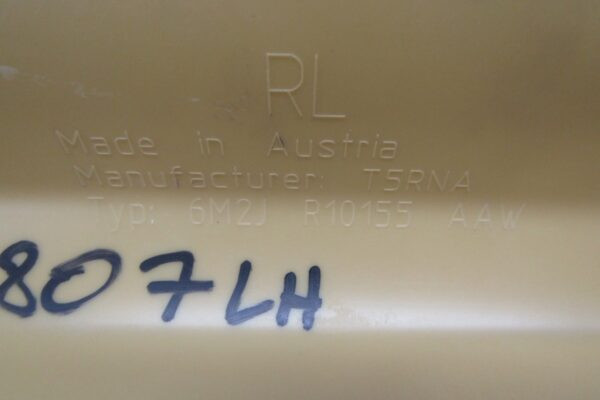 RL
Made in Austria
Manufacturer: T5RNA
Typ: 6M2J R10155 AAW
807LH